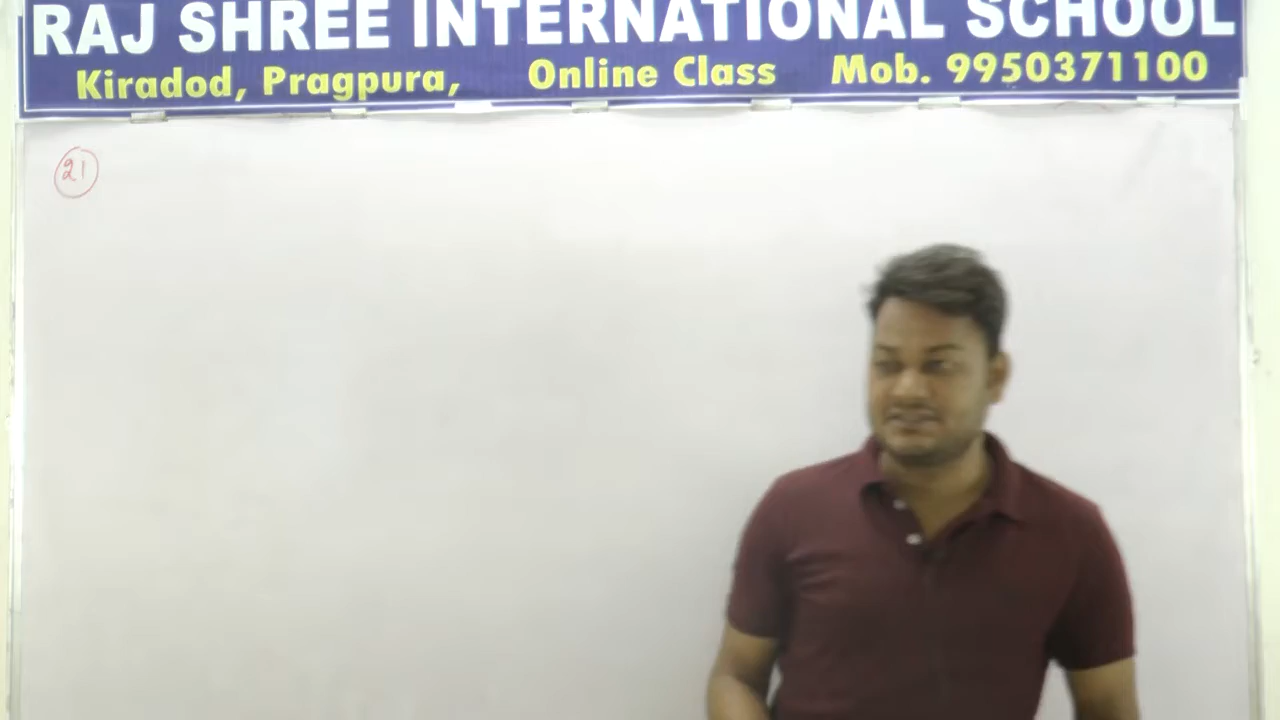 RAJ SHREE INTERNATIONAL SCHOOL
Kiradod, Pragpura, Online Class Mob. 9950371100
21